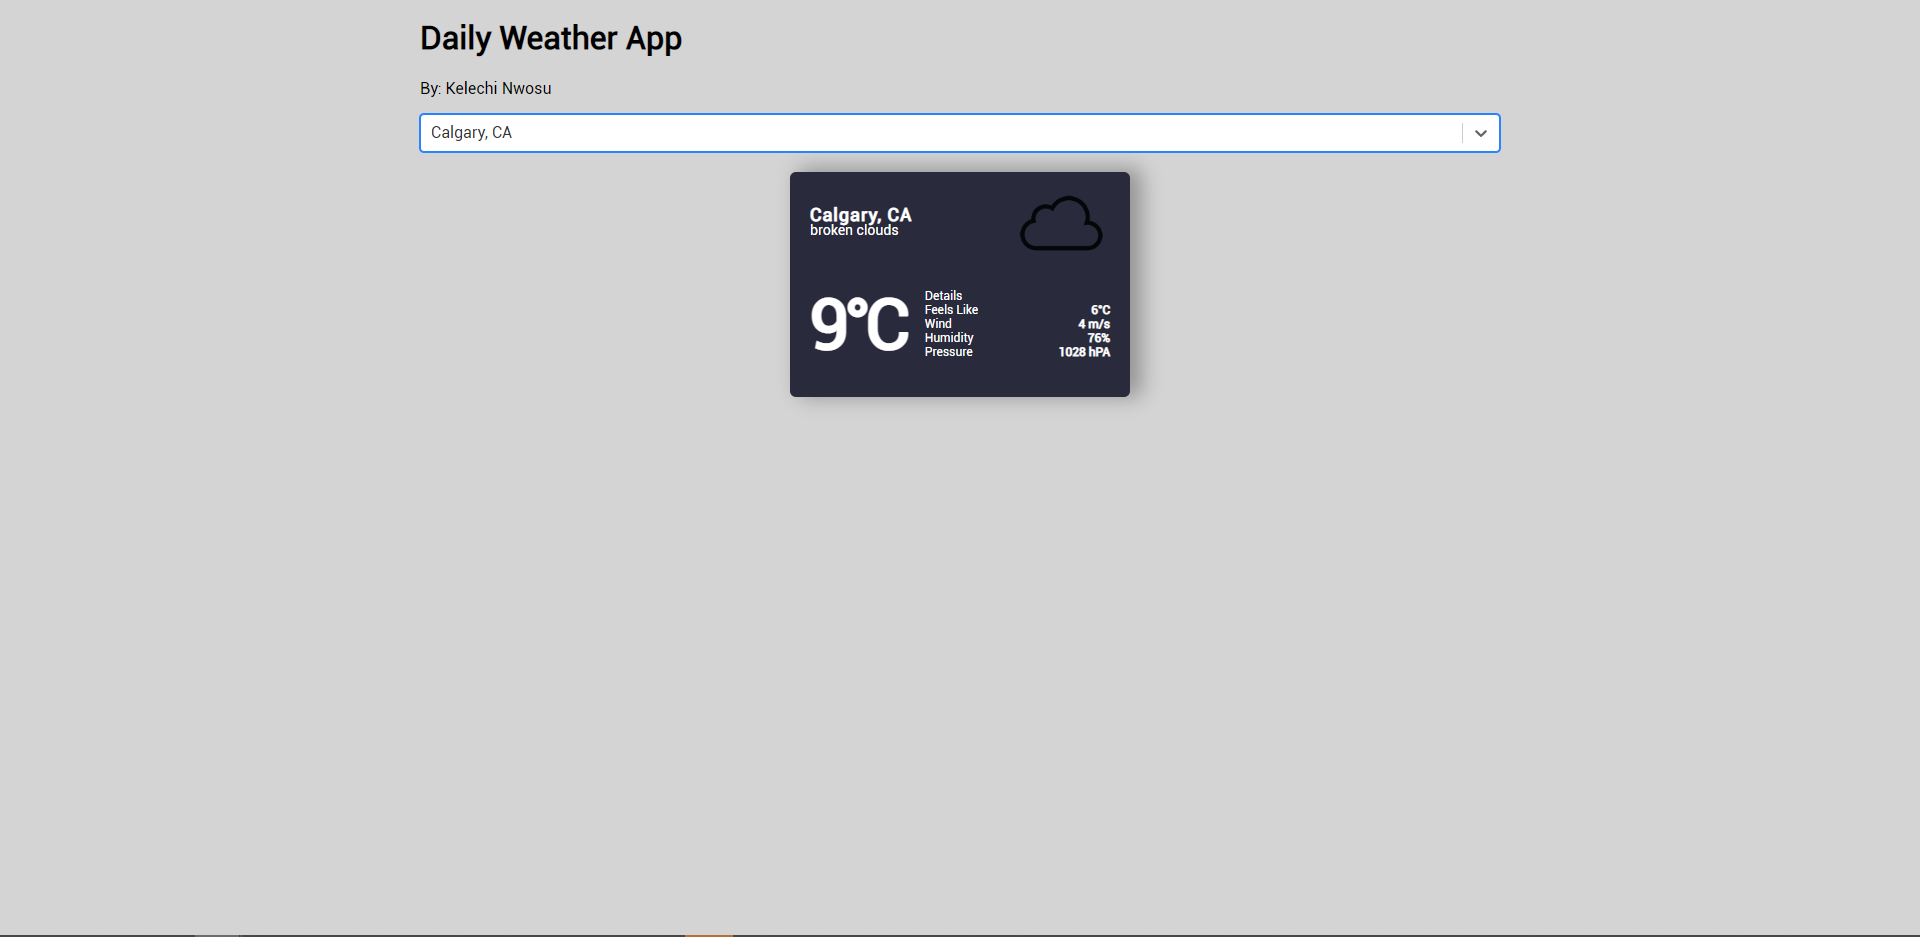 Daily Weather App
By: Kelechi Nwosu
Calgary, CA
Calgary, CA
broken clouds
9°C
Details
Feels Like 6°C
Wind 4 m/s
Humidity 76%
Pressure 1028 hPA